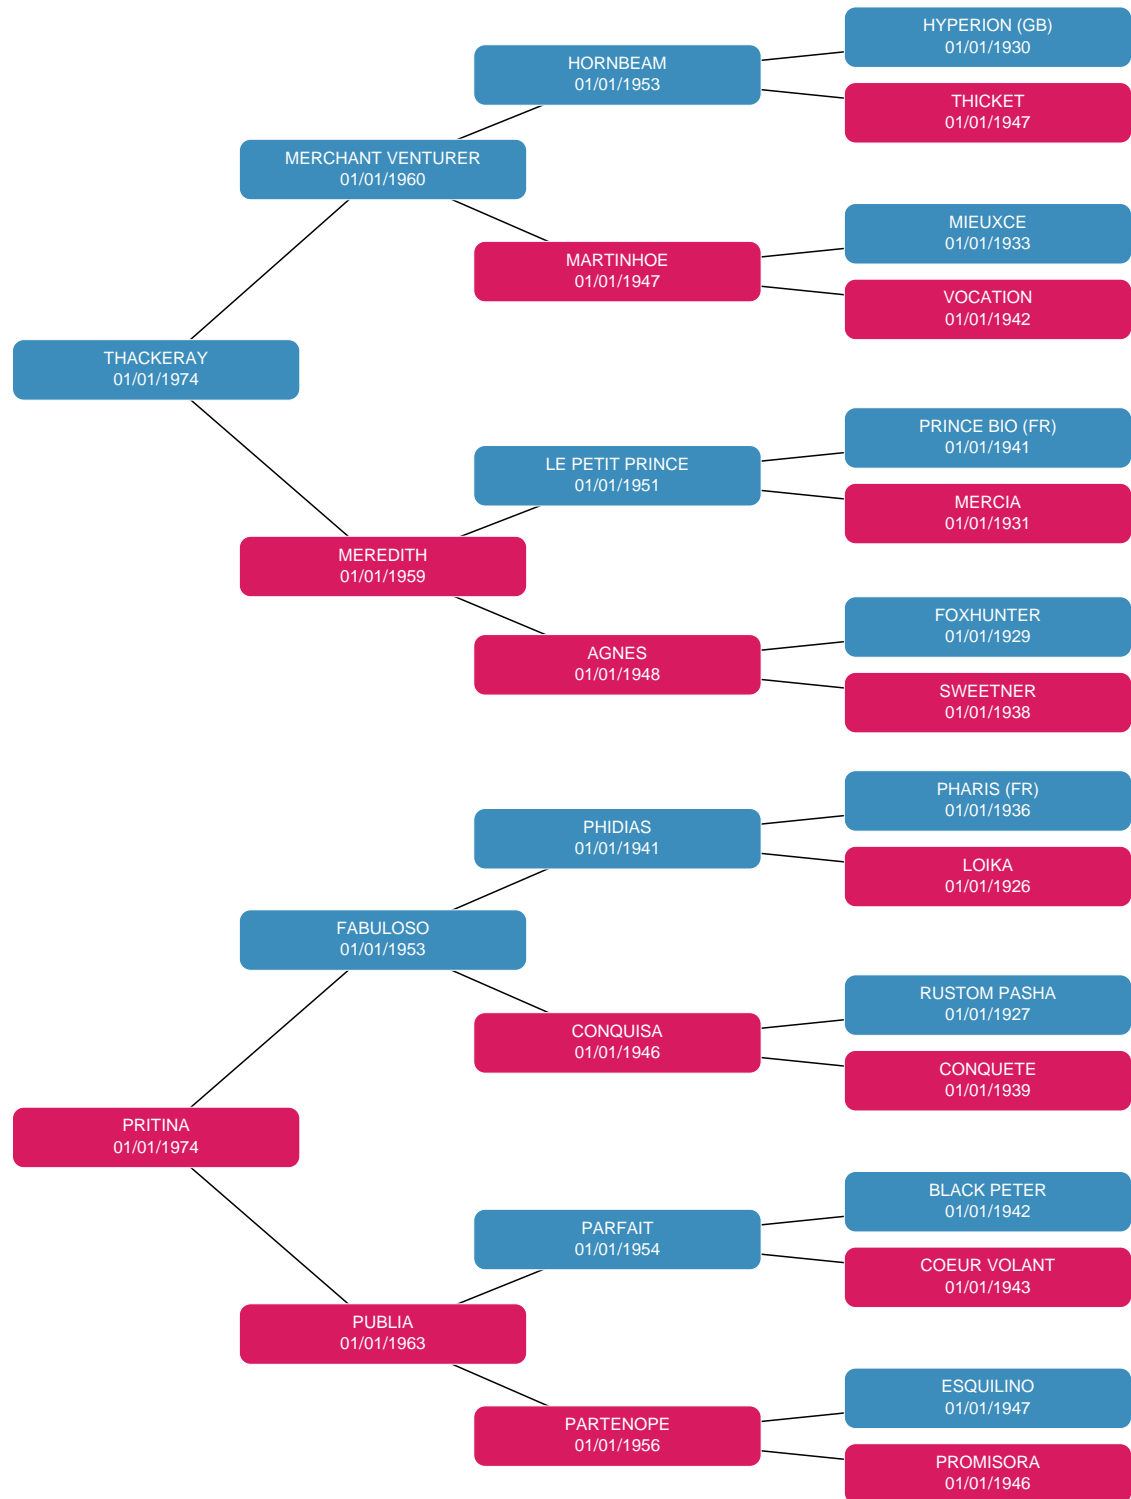 HYPERION (GB)
01/01/1930
HORNBEAM
01/01/1953
THICKET
01/01/1947
MERCHANT VENTURER
01/01/1960
MIEUXCE
01/01/1933
MARTINHOE
01/01/1947
VOCATION
01/01/1942
THACKERAY
01/01/1974
PRINCE BIO (FR)
01/01/1941
LE PETIT PRINCE
01/01/1951
MERCIA
01/01/1931
MEREDITH
01/01/1959
FOXHUNTER
01/01/1929
AGNES
01/01/1948
SWEETNER
01/01/1938
PHARIS (FR)
01/01/1936
PHIDIAS
01/01/1941
LOIKA
01/01/1926
FABULOSO
01/01/1953
RUSTOM PASHA
01/01/1927
CONQUISA
01/01/1946
CONQUETE
01/01/1939
PRITINA
01/01/1974
BLACK PETER
01/01/1942
PARFAIT
01/01/1954
COEUR VOLANT
01/01/1943
PUBLIA
01/01/1963
ESQUILINO
01/01/1947
PARTENOPE
01/01/1956
PROMISORA
01/01/1946